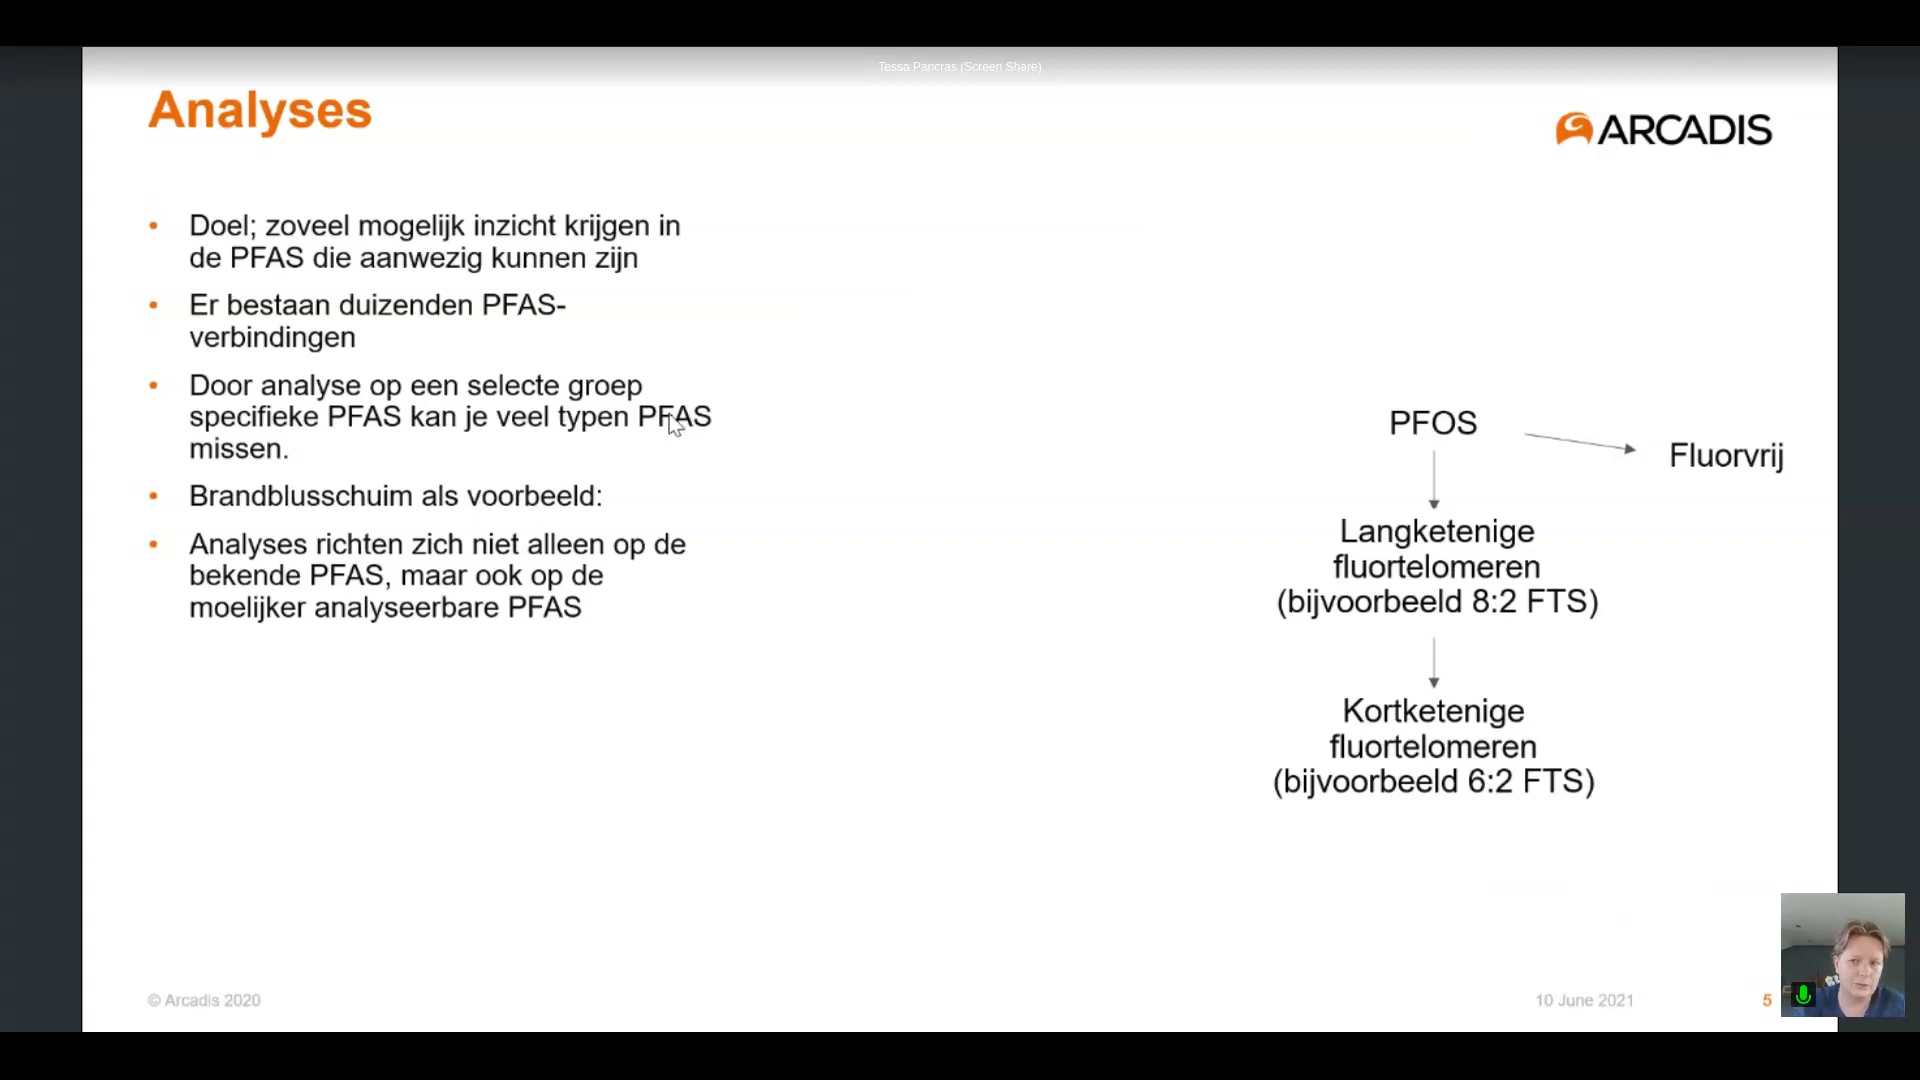 Tessa Pancras (Screen Share)
Analyses
ARCADIS
• Doel; zoveel mogelijk inzicht krijgen in
de PFAS die aanwezig kunnen zijn
• Er bestaan duizenden PFAS-
verbindingen
• Door analyse op een selecte groep
specifieke PFAS kan je veel typen PFAS
missen.
• Brandblusschuim als voorbeeld:
• Analyses richten zich niet alleen op de
bekende PFAS, maar ook op de
moelijker analyseerbare PFAS
PFOS
Fluorvrij
Langketenige
fluortelomeren
(bijvoorbeeld 8:2 FTS)
Kortketenige
fluortelomeren
(bijvoorbeeld 6:2 FTS)
© Arcadis 2020
10 June 2021
5